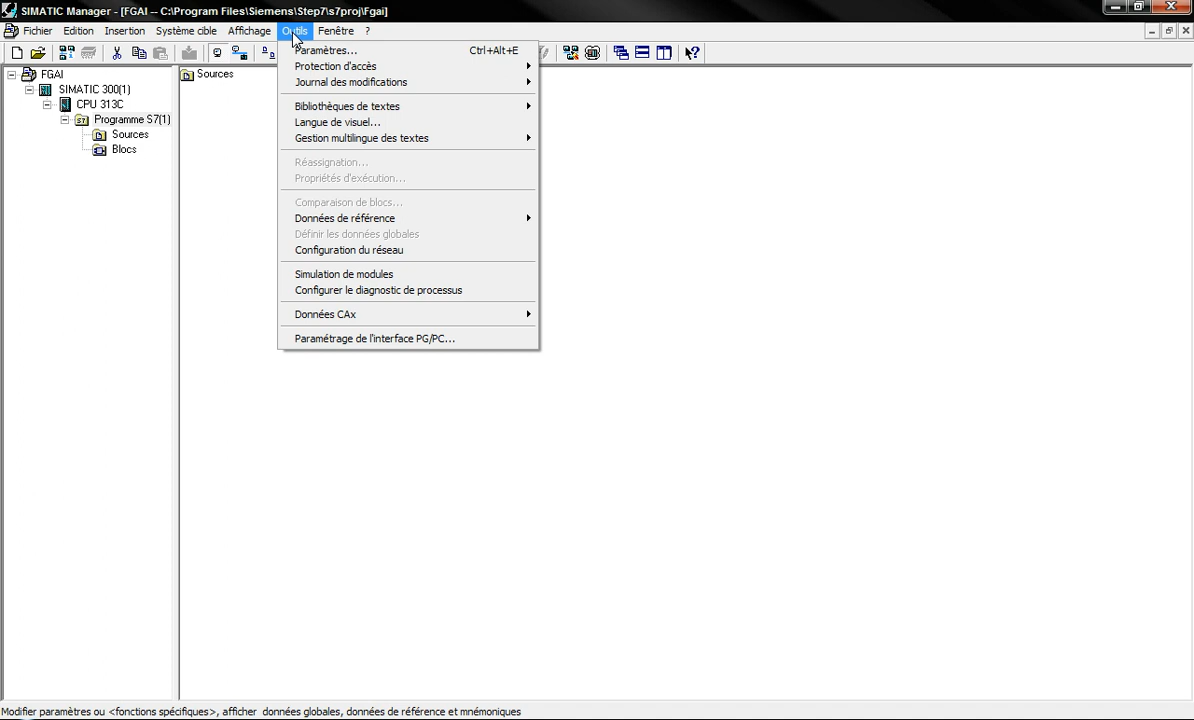 SIMATIC Manager - [FGAI -- C:\Program Files\Siemens\Step7\s7proj\Fgai]
Fichier Edition Insertion Système cible Affichage Outils Fenêtre ?
Paramètres... Ctrl+Alt+E
Protection d'accès
Journal des modifications
Bibliothèques de textes
Langue de visuel...
Gestion multilingue des textes
Réassignation...
Propriétés d'exécution...
Comparaison de blocs...
Données de référence
Définir les données globales
Configuration du réseau
Simulation de modules
Configurer le diagnostic de processus
Données CAx
Paramétrage de l'interface PG/PC...
FGAI
SIMATIC 300(1)
CPU 313C
Programme S7(1)
Sources
Blocs
Sources
Modifier paramètres ou <fonctions spécifiques>, afficher données globales, données de référence et mnémoniques